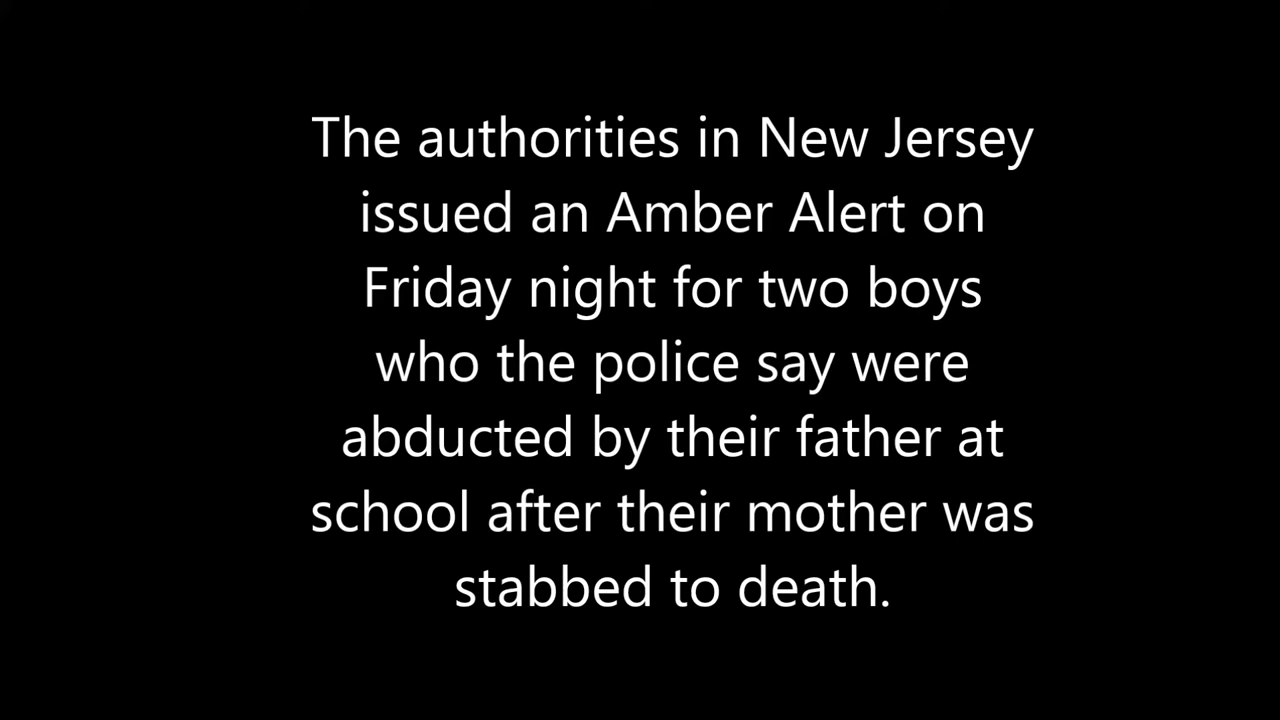 The authorities in New Jersey
issued an Amber Alert on
Friday night for two boys
who the police say were
abducted by their father at
school after their mother was
stabbed to death.